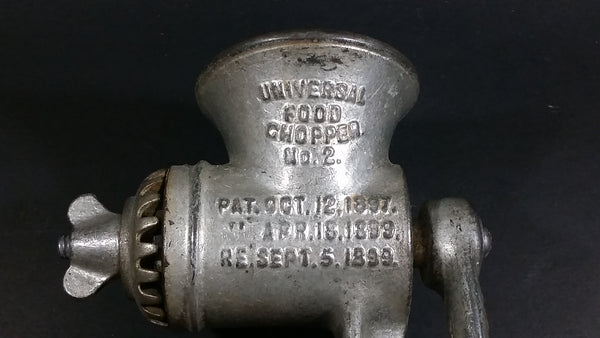 UNIVERSAL
FOOD
CHOPPER
No. 2.
PAT. OCT. 12, 1897.
" APR. 18, 1899.
RE, SEPT. 5. 1899.